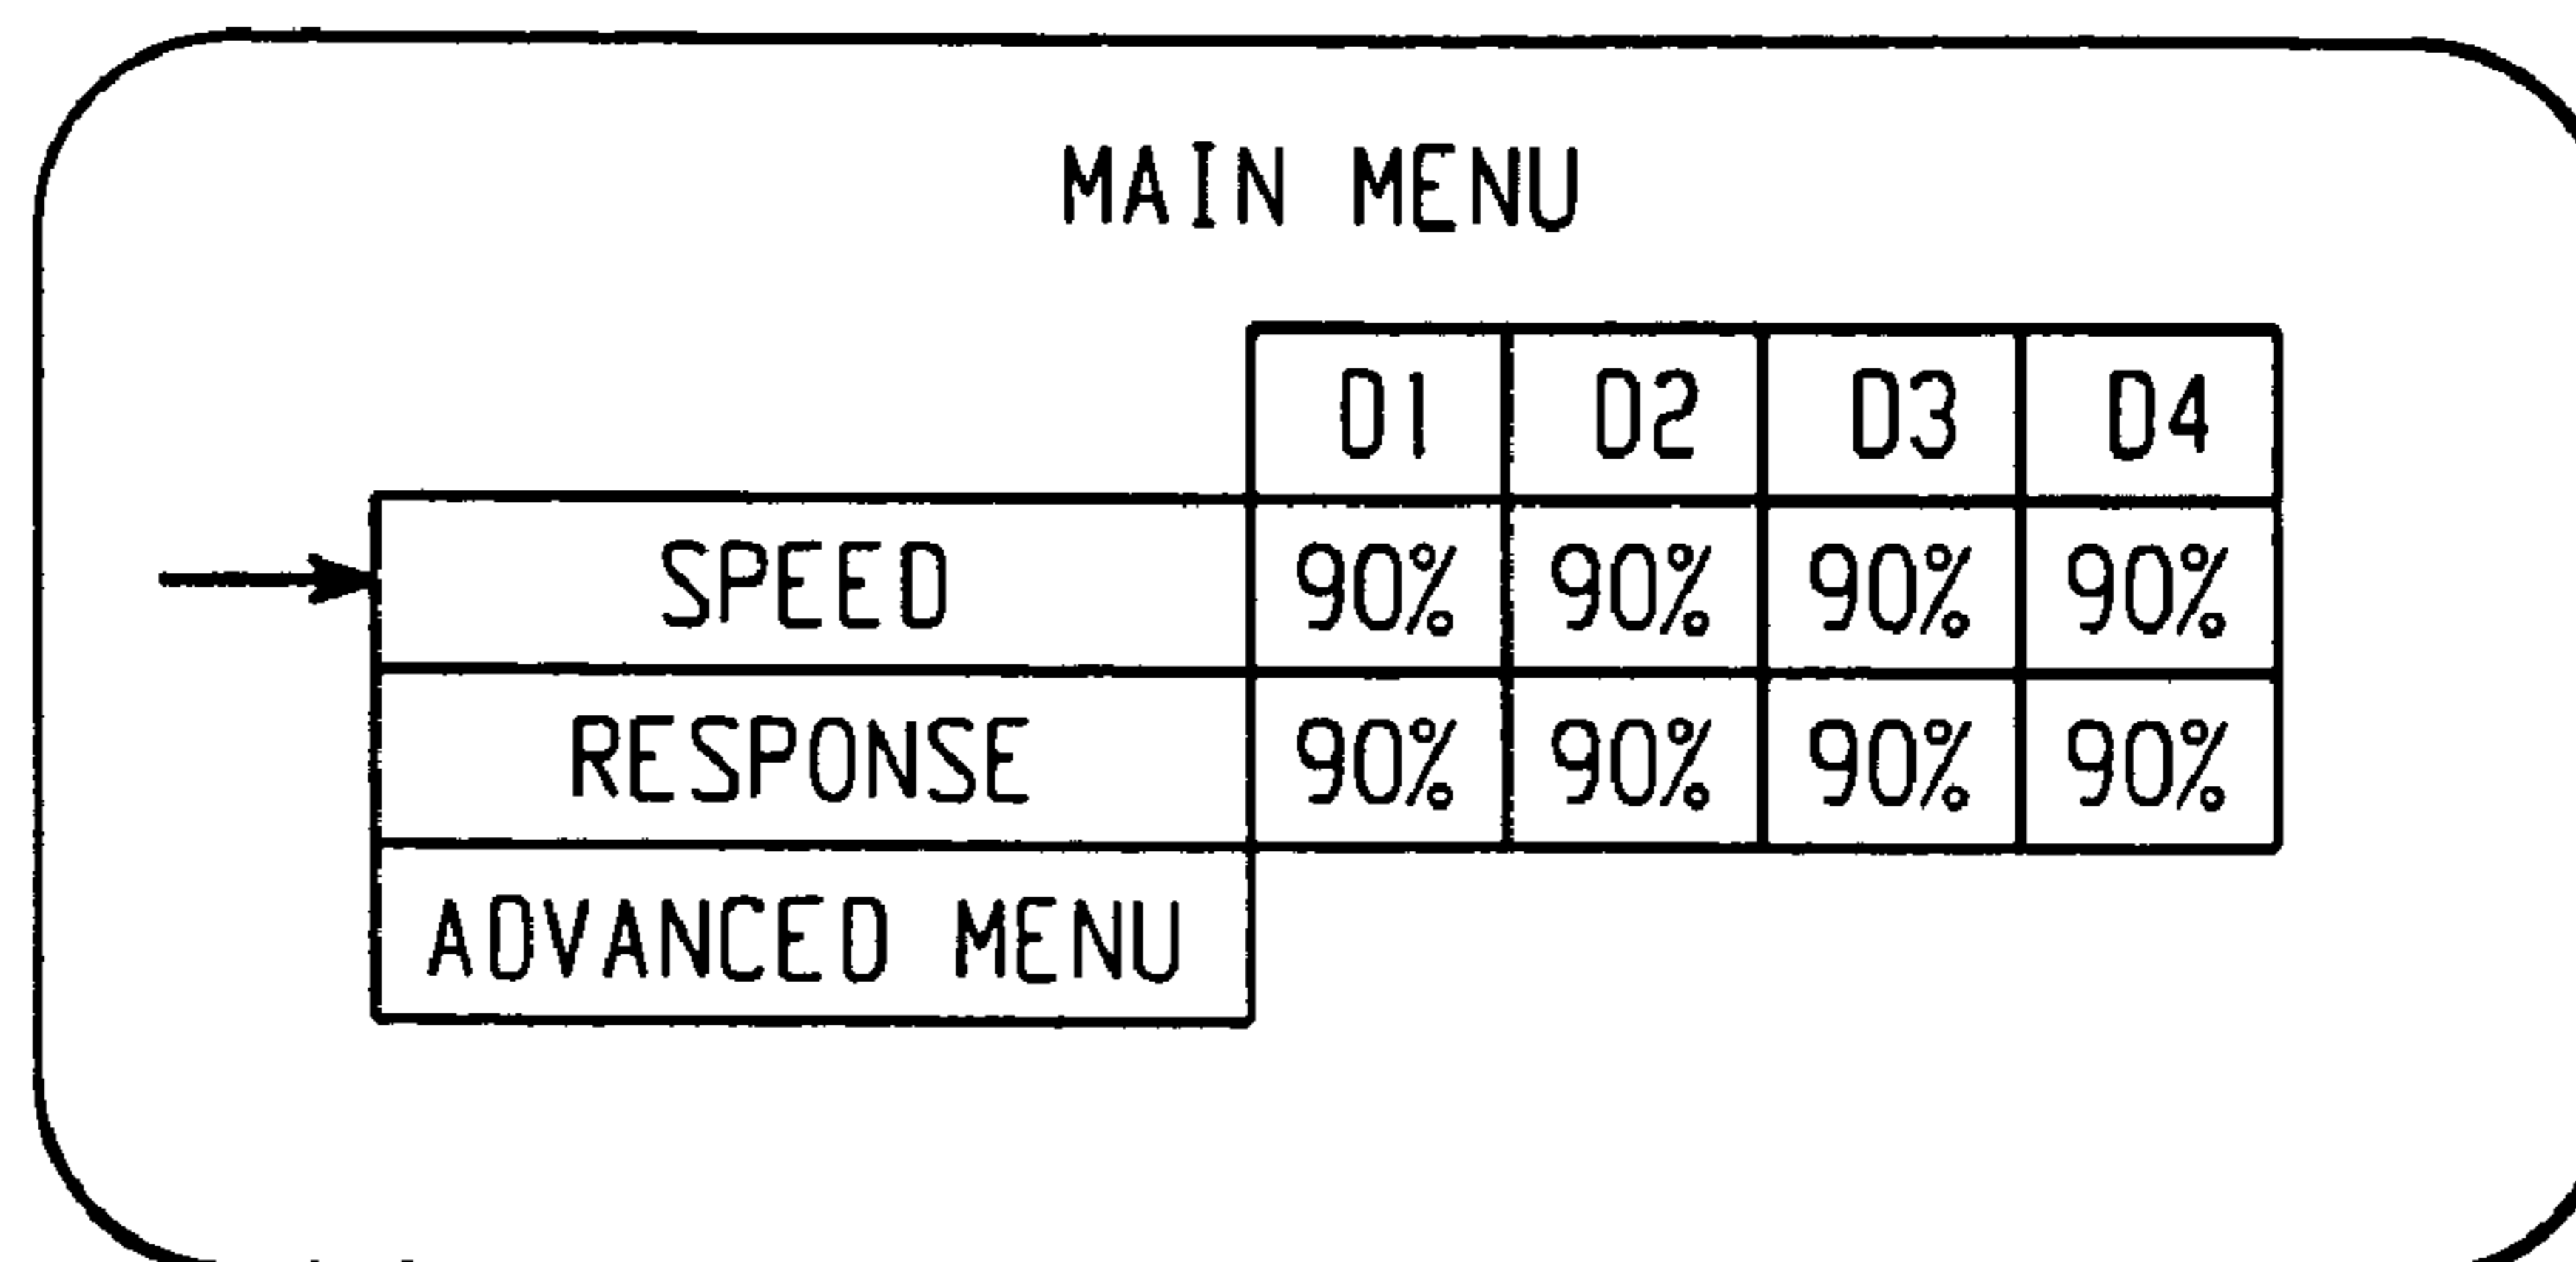 MAIN MENU
D1 D2 D3 D4
SPEED 90% 90% 90% 90%
RESPONSE 90% 90% 90% 90%
ADVANCED MENU